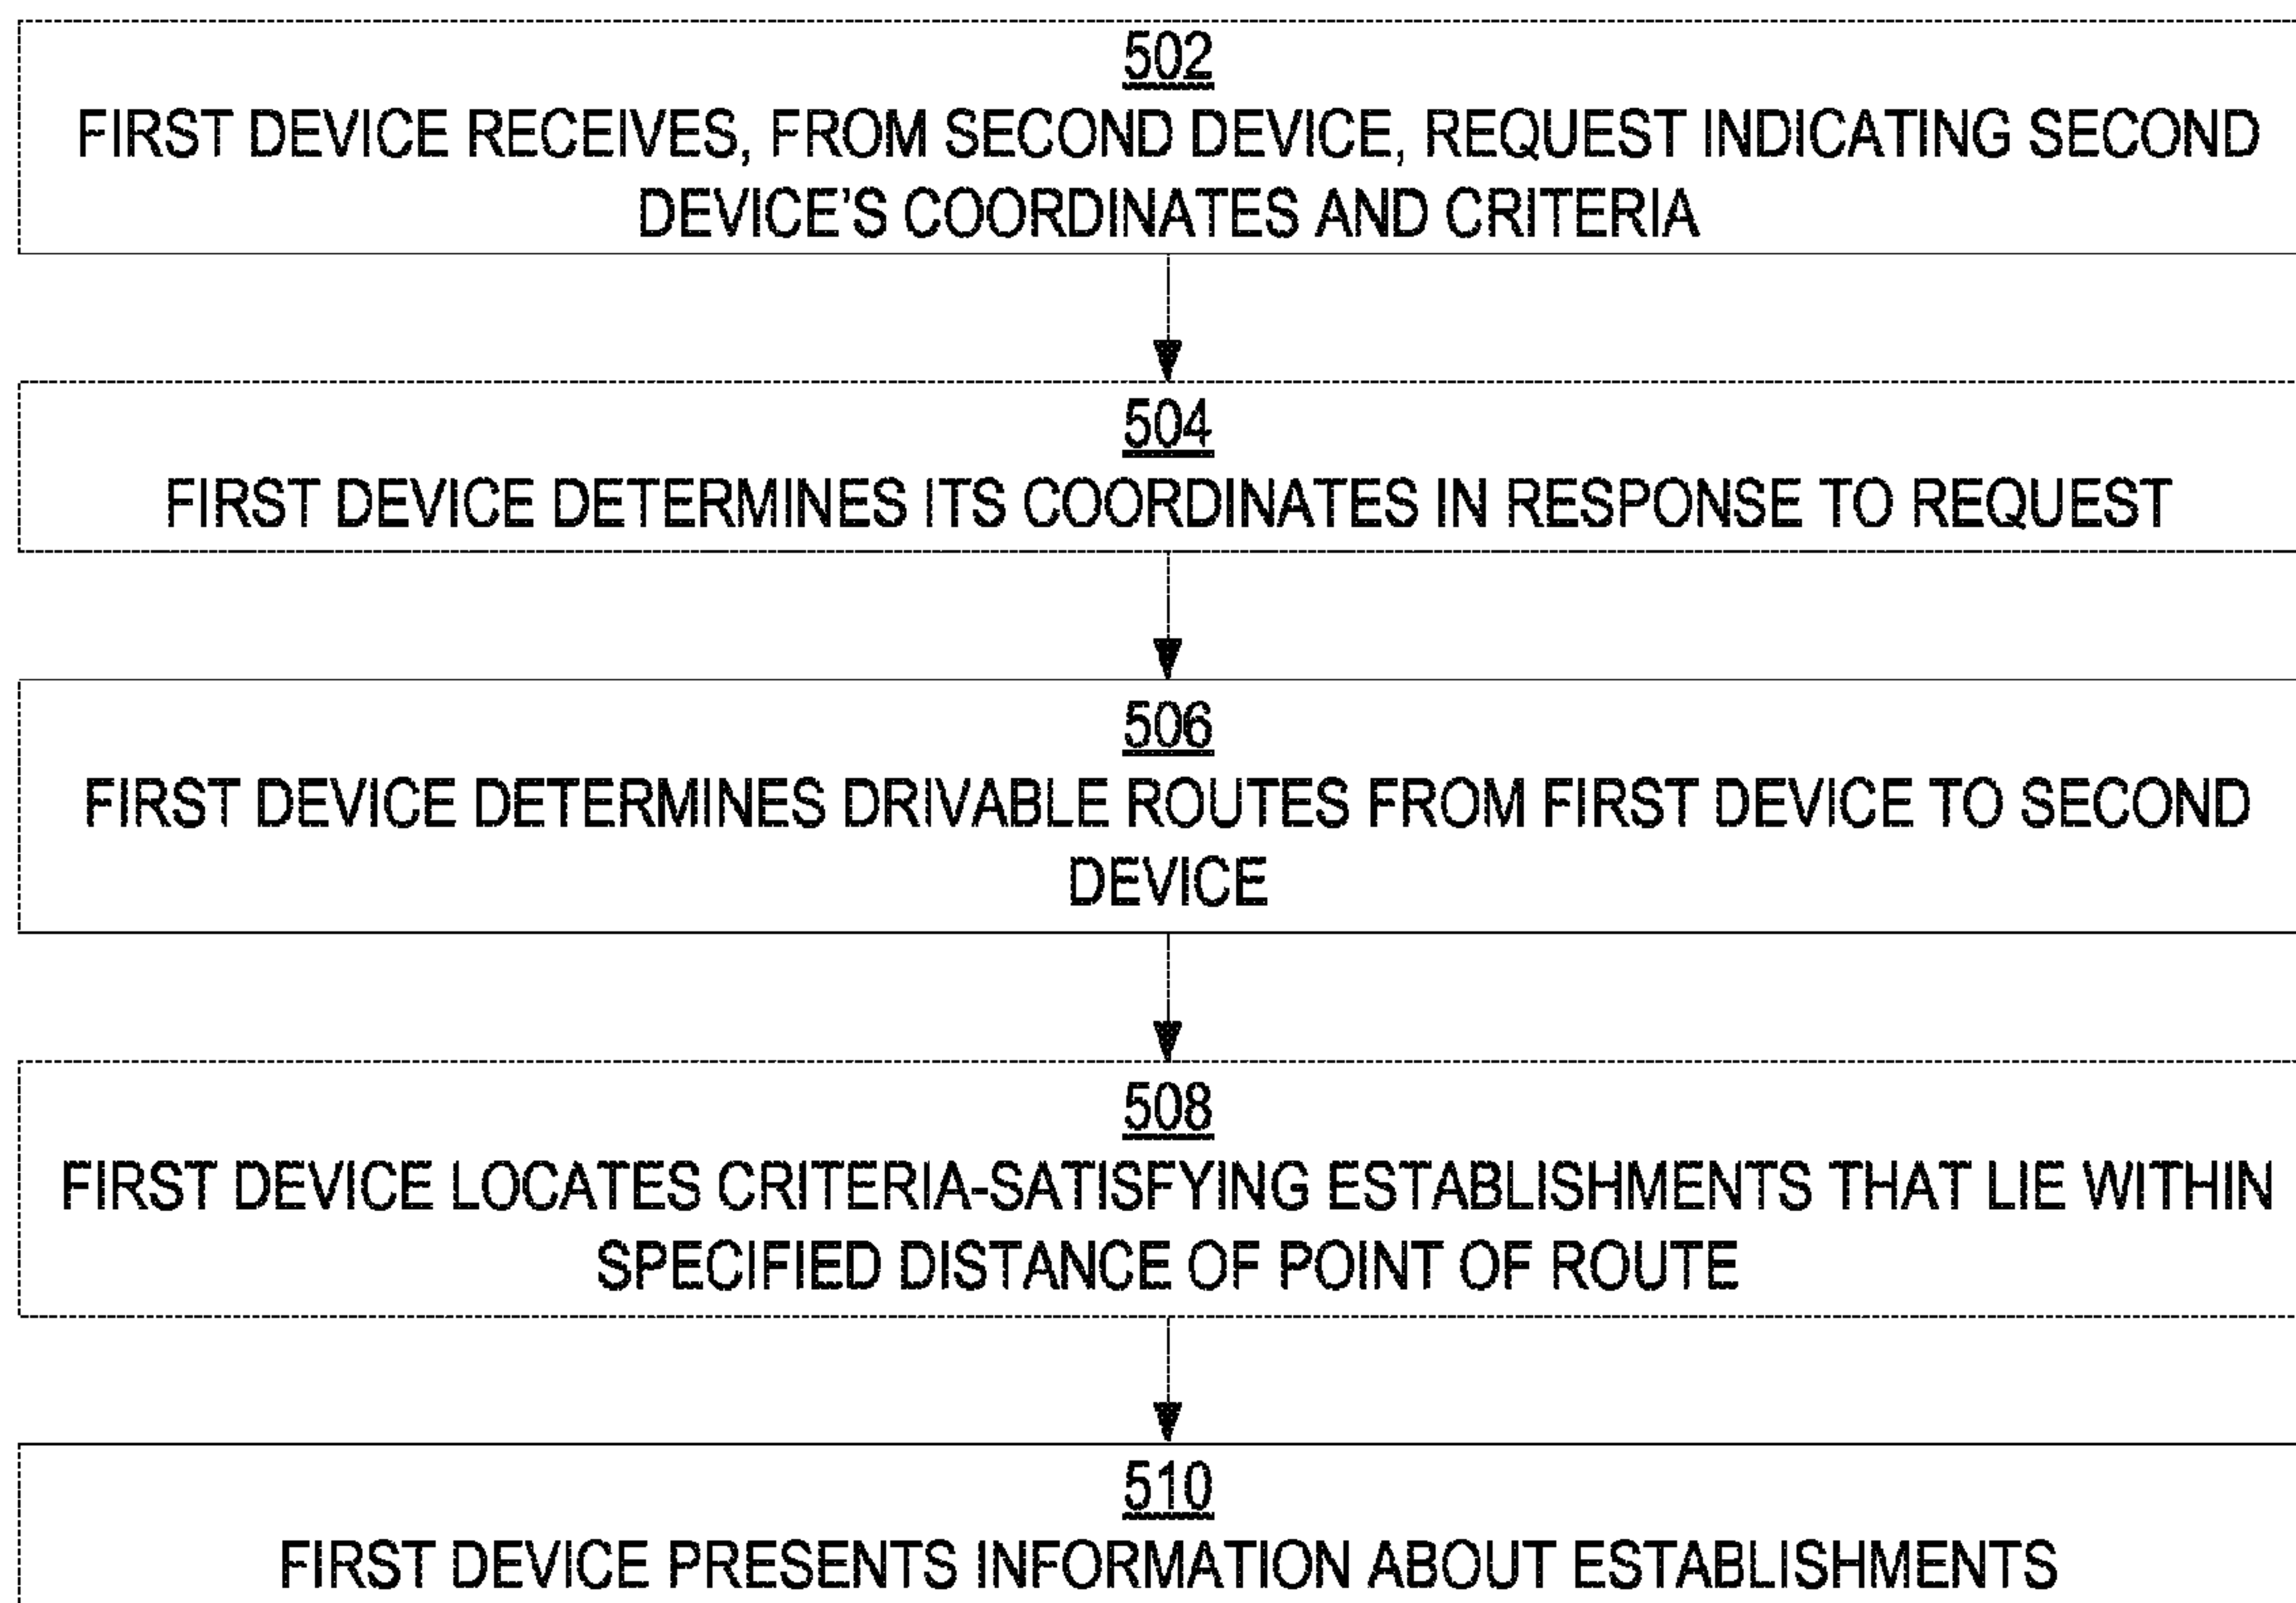 502
FIRST DEVICE RECEIVES, FROM SECOND DEVICE, REQUEST INDICATING SECOND
DEVICE'S COORDINATES AND CRITERIA
504
FIRST DEVICE DETERMINES ITS COORDINATES IN RESPONSE TO REQUEST
506
FIRST DEVICE DETERMINES DRIVABLE ROUTES FROM FIRST DEVICE TO SECOND
DEVICE
508
FIRST DEVICE LOCATES CRITERIA-SATISFYING ESTABLISHMENTS THAT LIE WITHIN
SPECIFIED DISTANCE OF POINT OF ROUTE
510
FIRST DEVICE PRESENTS INFORMATION ABOUT ESTABLISHMENTS